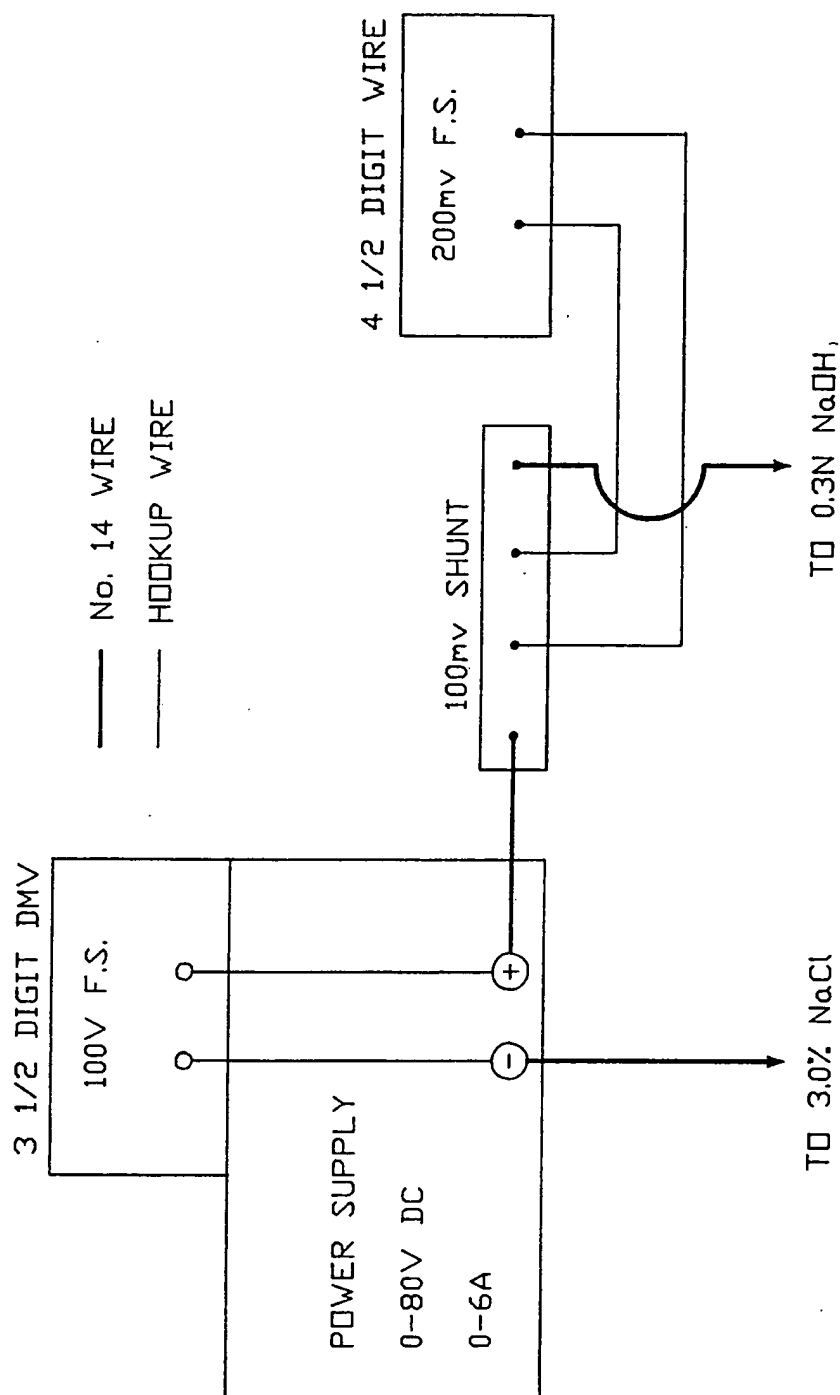 3 1/2 DIGIT DMV
100V F.S.
POWER SUPPLY
0-80V DC
0-6A
-
+
TO 3.0% NaCl
No. 14 WIRE
HOOKUP WIRE
100mv SHUNT
4 1/2 DIGIT WIRE
200mv F.S.
TO 0.3N NaOH,